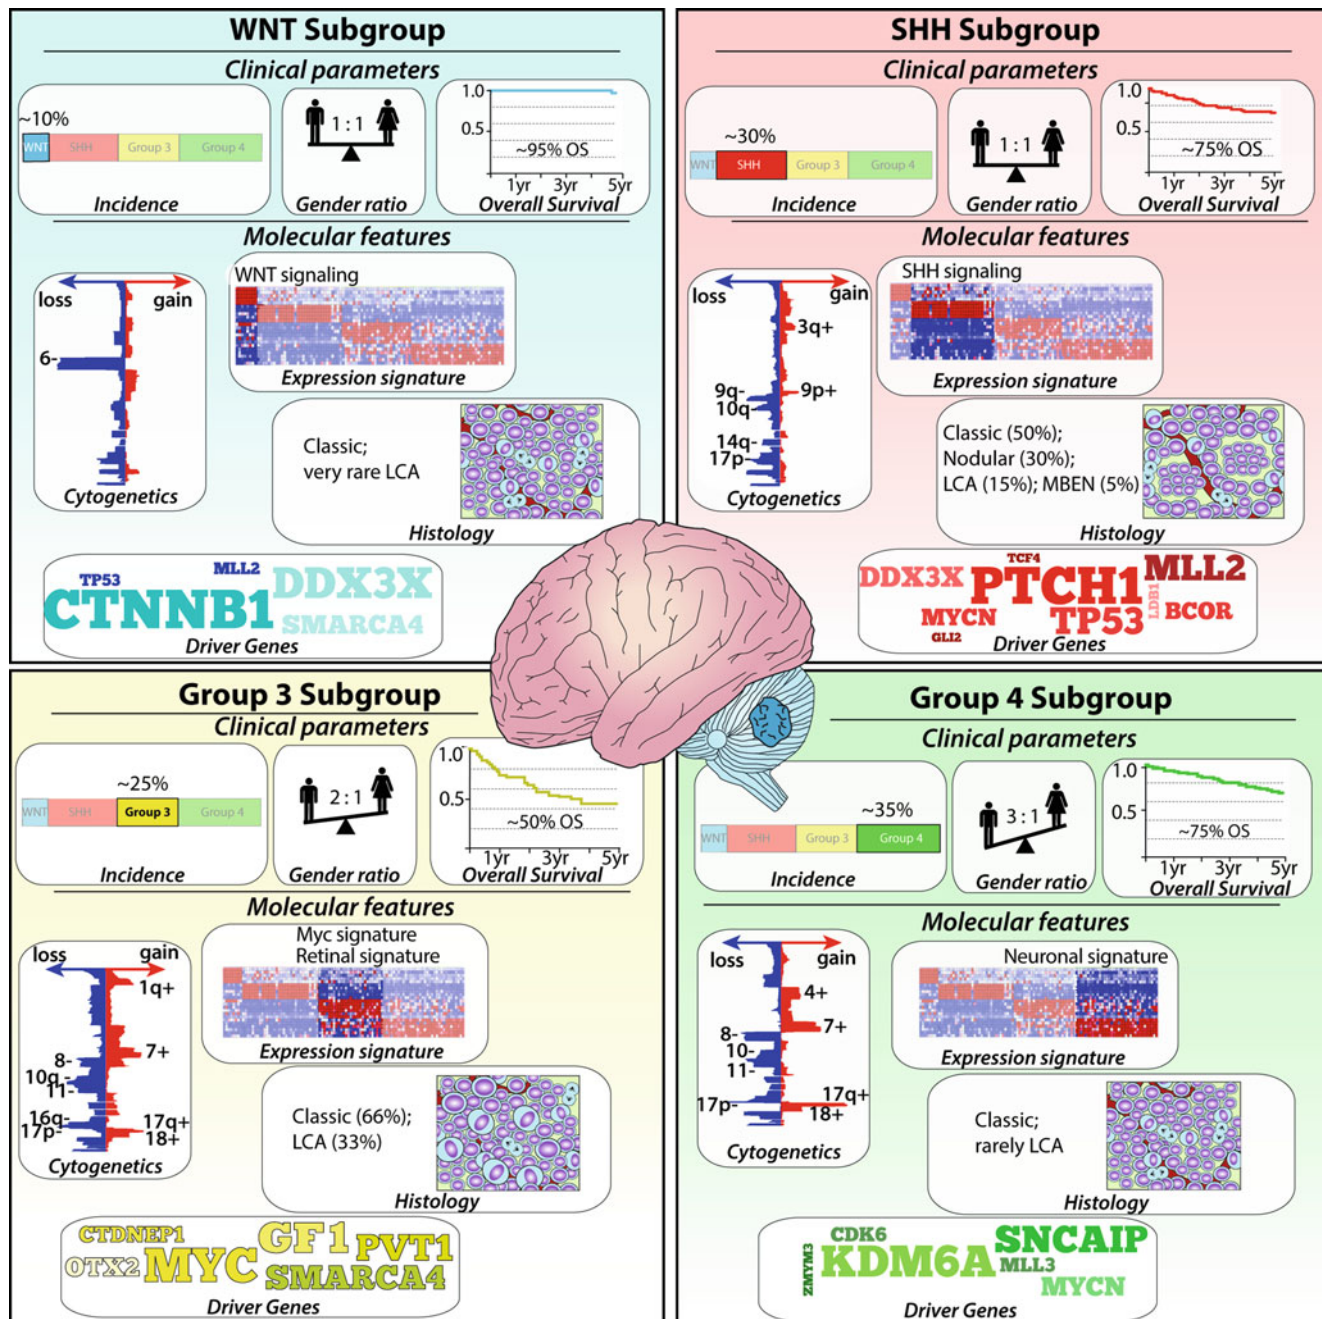 WNT Subgroup
Clinical parameters
~10%
WNT SHH Group 3 Group 4
Incidence
1 : 1
Gender ratio
1.0
0.5
~95% OS
1yr 3yr 5yr
Overall Survival
Molecular features
loss gain
6-
Cytogenetics
WNT signaling
Expression signature
Classic;
very rare LCA
Histology
TP53 MLL2 DDX3X
CTNNB1 SMARCA4
Driver Genes
SHH Subgroup
Clinical parameters
~30%
WNT SHH Group 3 Group 4
Incidence
1 : 1
Gender ratio
1.0
0.5
~75% OS
1yr 3yr 5yr
Overall Survival
Molecular features
loss gain
3q+
9q- 9p+
10q-
14q-
17p-
Cytogenetics
SHH signaling
Expression signature
Classic (50%);
Nodular (30%);
LCA (15%); MBEN (5%)
Histology
DDX3X TCF4 PTCH1 MLL2
MYCN GLI2 TP53 LDB1 BCOR
Driver Genes
Group 3 Subgroup
Clinical parameters
~25%
WNT SHH Group 3 Group 4
Incidence
2 : 1
Gender ratio
1.0
0.5
~50% OS
1yr 3yr 5yr
Overall Survival
Molecular features
loss gain
1q+
7+
8-
10q-
11-
16q- 17q+
17p- 18+
Cytogenetics
Myc signature
Retinal signature
Expression signature
Classic (66%);
LCA (33%)
Histology
CTDNEP1 GF1 PVT1
OTX2 MYC SMARCA4
Driver Genes
Group 4 Subgroup
Clinical parameters
~35%
WNT SHH Group 3 Group 4
Incidence
3 : 1
Gender ratio
1.0
0.5
~75% OS
1yr 3yr 5yr
Overall Survival
Molecular features
loss gain
4+
7+
8-
10-
11-
17p- 17q+
18+
Cytogenetics
Neuronal signature
Expression signature
Classic;
rarely LCA
Histology
ZMYM3 CDK6 SNCAIP
KDM6A MLL3
MYCN
Driver Genes